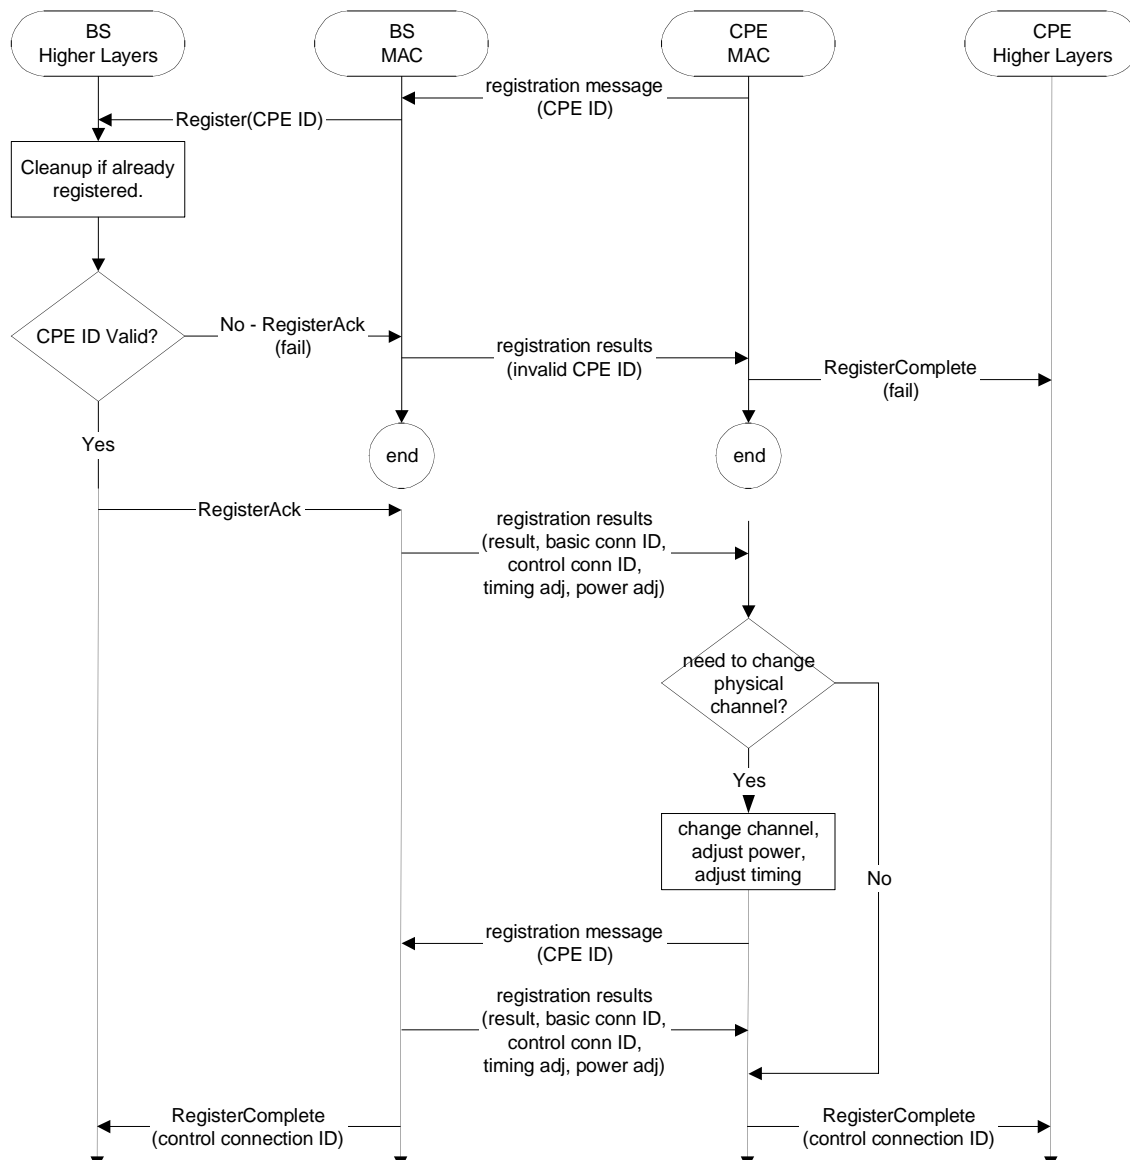 BS
Higher Layers
BS
MAC
CPE
MAC
CPE
Higher Layers
registration message
(CPE ID)
Register(CPE ID)
Cleanup if already
registered.
CPE ID Valid?
No - RegisterAck
(fail)
registration results
(invalid CPE ID)
RegisterComplete
(fail)
Yes
end
end
RegisterAck
registration results
(result, basic conn ID,
control conn ID,
timing adj, power adj)
need to change
physical
channel?
Yes
change channel,
adjust power,
adjust timing
No
registration message
(CPE ID)
registration results
(result, basic conn ID,
control conn ID,
timing adj, power adj)
RegisterComplete
(control connection ID)
RegisterComplete
(control connection ID)